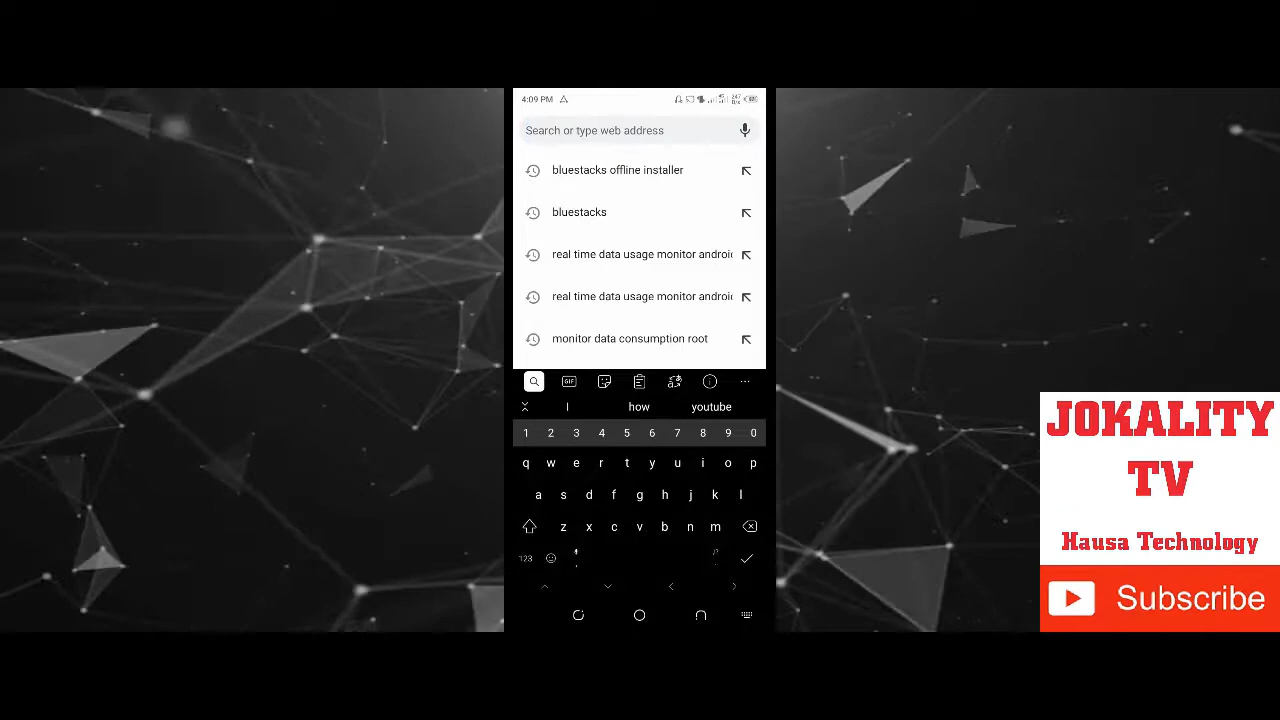 4:09 PM
Search or type web address
bluestacks offline installer
bluestacks
real time data usage monitor androi
real time data usage monitor androi
monitor data consumption root
GIF
I how youtube
1 2 3 4 5 6 7 8 9 0
q w e r t y u i o p
a s d f g h j k l
z x c v b n m
123
JOKALITY
TV
Hausa Technology
Subscribe